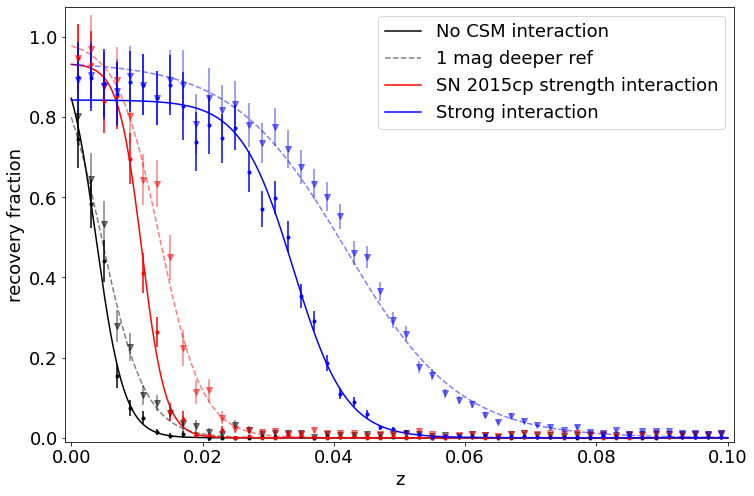 No CSM interaction
1 mag deeper ref
SN 2015cp strength interaction
Strong interaction
recovery fraction
1.0
0.8
0.6
0.4
0.2
0.0
0.00
0.02
0.04
0.06
0.08
0.10
z